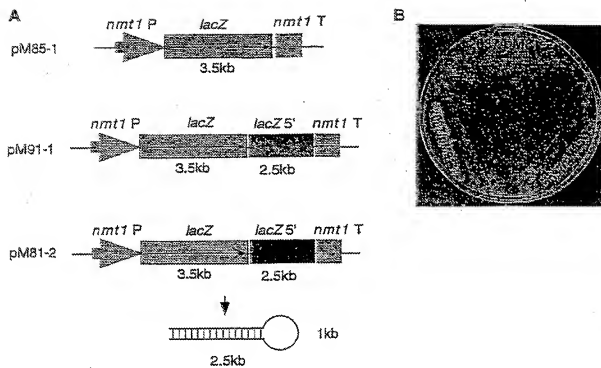 A
B
nmt1 P lacZ nmt1 T
pM85-1
3.5kb
nmt1 P lacZ lacZ 5' nmt1 T
pM91-1
3.5kb 2.5kb
nmt1 P lacZ lacZ 5' nmt1 T
pM81-2
3.5kb 2.5kb
1kb
2.5kb